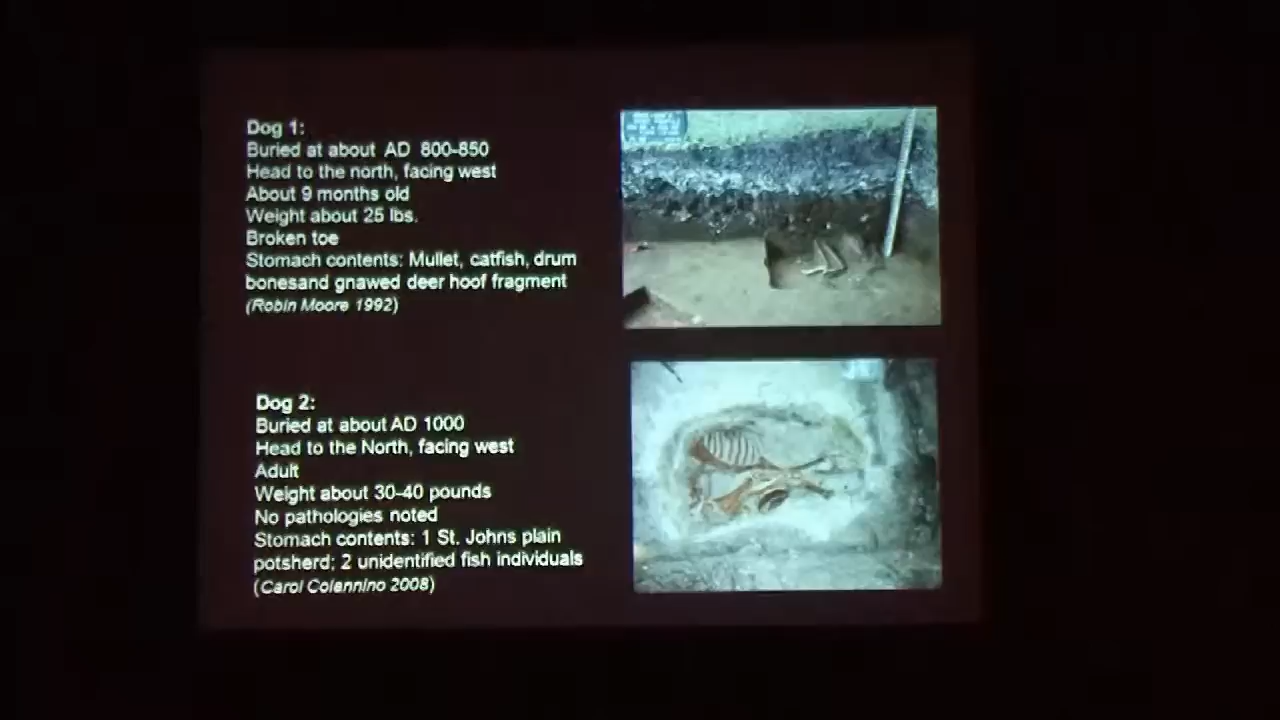 Dog 1:
Buried at about AD 800-850
Head to the north, facing west
About 9 months old
Weight about 25 lbs.
Broken toe
Stomach contents: Mullet, catfish, drum
bonesand gnawed deer hoof fragment
(Robin Moore 1992)
Dog 2:
Buried at about AD 1000
Head to the North, facing west
Adult
Weight about 30-40 pounds
No pathologies noted
Stomach contents: 1 St. Johns plain
potsherd; 2 unidentified fish individuals
(Carol Colannino 2008)